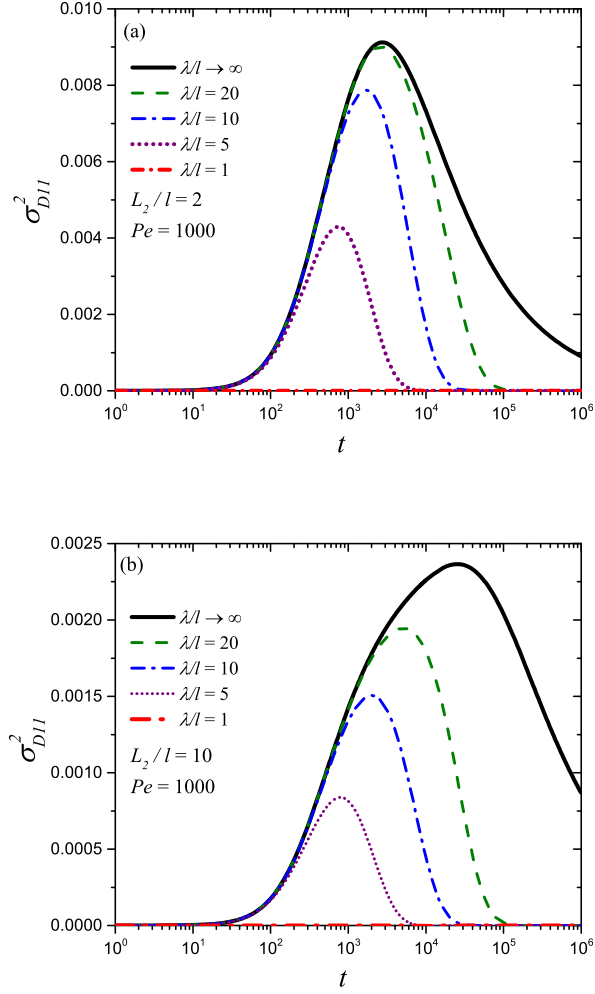 (a)
0.010
0.008
0.006
0.004
0.002
0.000
σ²_D11
λ/l → ∞
λ/l = 20
λ/l = 10
λ/l = 5
λ/l = 1
L₂ / l = 2
Pe = 1000
10⁰ 10¹ 10² 10³ 10⁴ 10⁵ 10⁶
t
(b)
0.0025
0.0020
0.0015
0.0010
0.0005
0.0000
σ²_D11
λ/l → ∞
λ/l = 20
λ/l = 10
λ/l = 5
λ/l = 1
L₂ / l = 10
Pe = 1000
10⁰ 10¹ 10² 10³ 10⁴ 10⁵ 10⁶
t